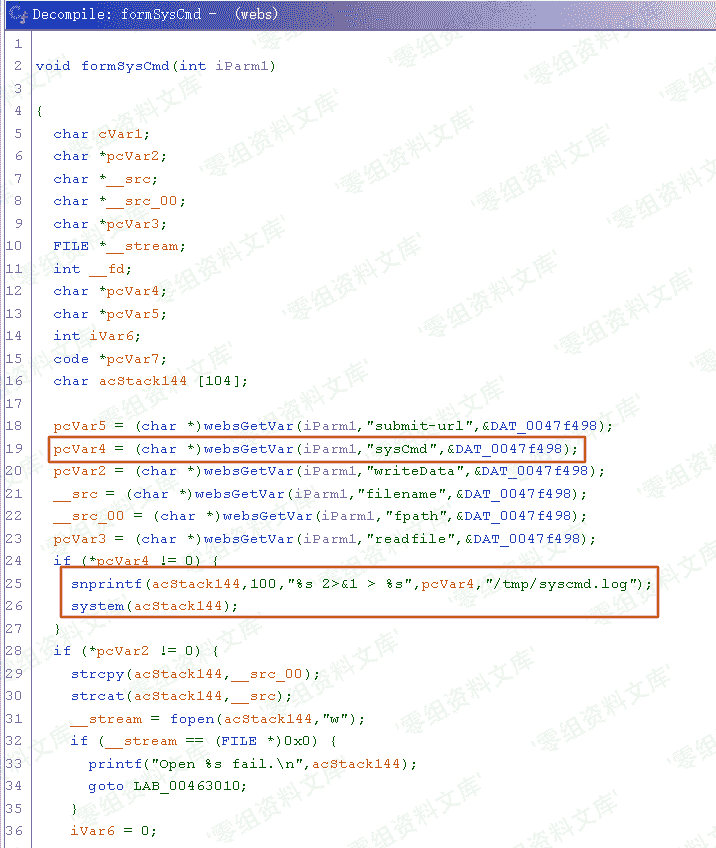 Decompile: formSysCmd - (webs)
1
2 void formSysCmd(int iParm1)
3
4 {
5 char cVar1;
6 char *pcVar2;
7 char *__src;
8 char *__src_00;
9 char *pcVar3;
10 FILE *__stream;
11 int __fd;
12 char *pcVar4;
13 char *pcVar5;
14 int iVar6;
15 code *pcVar7;
16 char acStack144 [104];
17
18 pcVar5 = (char *)websGetVar(iParm1,"submit-url",&DAT_0047f498);
19 pcVar4 = (char *)websGetVar(iParm1,"sysCmd",&DAT_0047f498);
20 pcVar2 = (char *)websGetVar(iParm1,"writeData",&DAT_0047f498);
21 __src = (char *)websGetVar(iParm1,"filename",&DAT_0047f498);
22 __src_00 = (char *)websGetVar(iParm1,"fpath",&DAT_0047f498);
23 pcVar3 = (char *)websGetVar(iParm1,"readfile",&DAT_0047f498);
24 if (*pcVar4 != 0) {
25 snprintf(acStack144,100,"%s 2>&1 > %s",pcVar4,"/tmp/syscmd.log");
26 system(acStack144);
27 }
28 if (*pcVar2 != 0) {
29 strcpy(acStack144,__src_00);
30 strcat(acStack144,__src);
31 __stream = fopen(acStack144,"w");
32 if (__stream == (FILE *)0x0) {
33 printf("Open %s fail.\n",acStack144);
34 goto LAB_00463010;
35 }
36 iVar6 = 0;
'零组资料文库'